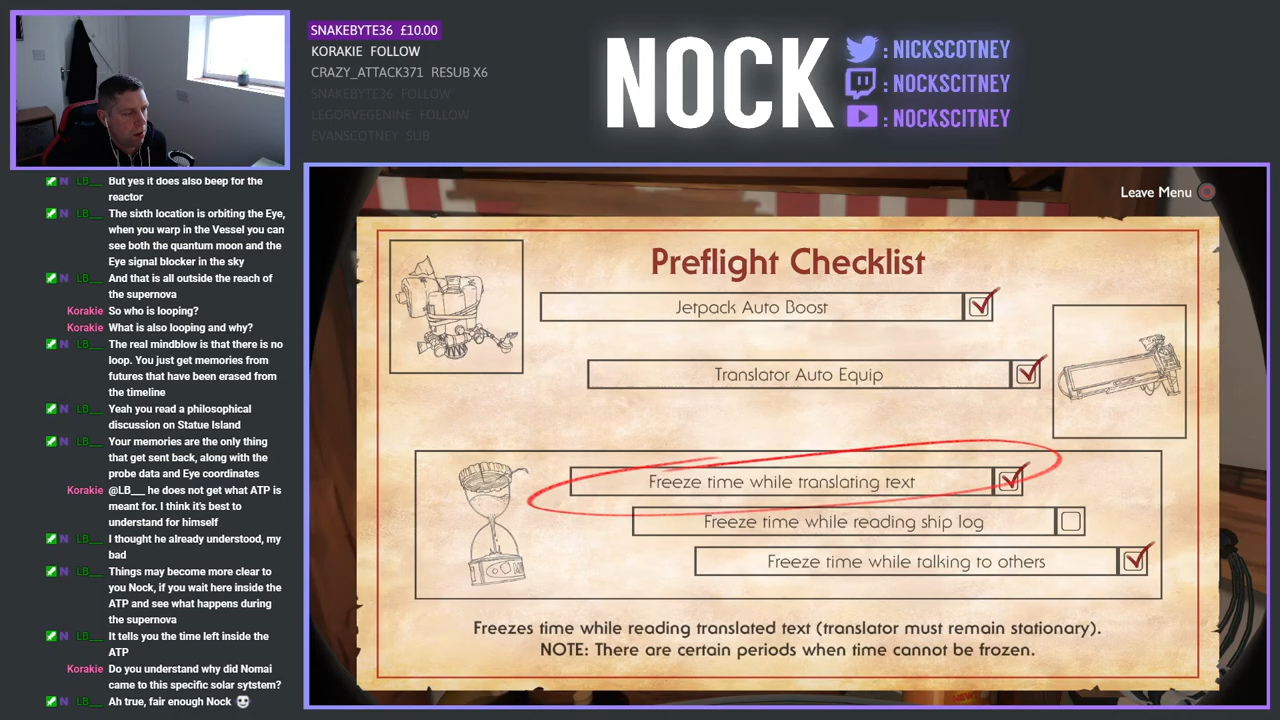 SNAKEBYTE36 £10.00
KORAKIE FOLLOW
CRAZY_ATTACK371 RESUB X6
SNAKEBYTE36 FOLLOW
LEGORVEGENINE FOLLOW
EVANSCOTNEY SUB
NOCK
: NICKSCOTNEY
: NOCKSCITNEY
: NOCKSCITNEY
N LB__ But yes it does also beep for the
reactor
N LB__ The sixth location is orbiting the Eye,
when you warp in the Vessel you can
see both the quantum moon and the
Eye signal blocker in the sky
N LB__ And that is all outside the reach of
the supernova
Korakie So who is looping?
Korakie What is also looping and why?
N LB__ The real mindblow is that there is no
loop. You just get memories from
futures that have been erased from
the timeline
N LB__ Yeah you read a philosophical
discussion on Statue Island
N LB__ Your memories are the only thing
that get sent back, along with the
probe data and Eye coordinates
Korakie @LB__ he does not get what ATP is
meant for. I think it's best to
understand for himself
N LB__ I thought he already understood, my
bad
N LB__ Things may become more clear to
you Nock, if you wait here inside the
ATP and see what happens during
the supernova
N LB__ It tells you the time left inside the
ATP
Korakie Do you understand why did Nomai
came to this specific solar sytstem?
N LB__ Ah true, fair enough Nock
Leave Menu
Preflight Checklist
Jetpack Auto Boost
Translator Auto Equip
Freeze time while translating text
Freeze time while reading ship log
Freeze time while talking to others
Freezes time while reading translated text (translator must remain stationary).
NOTE: There are certain periods when time cannot be frozen.